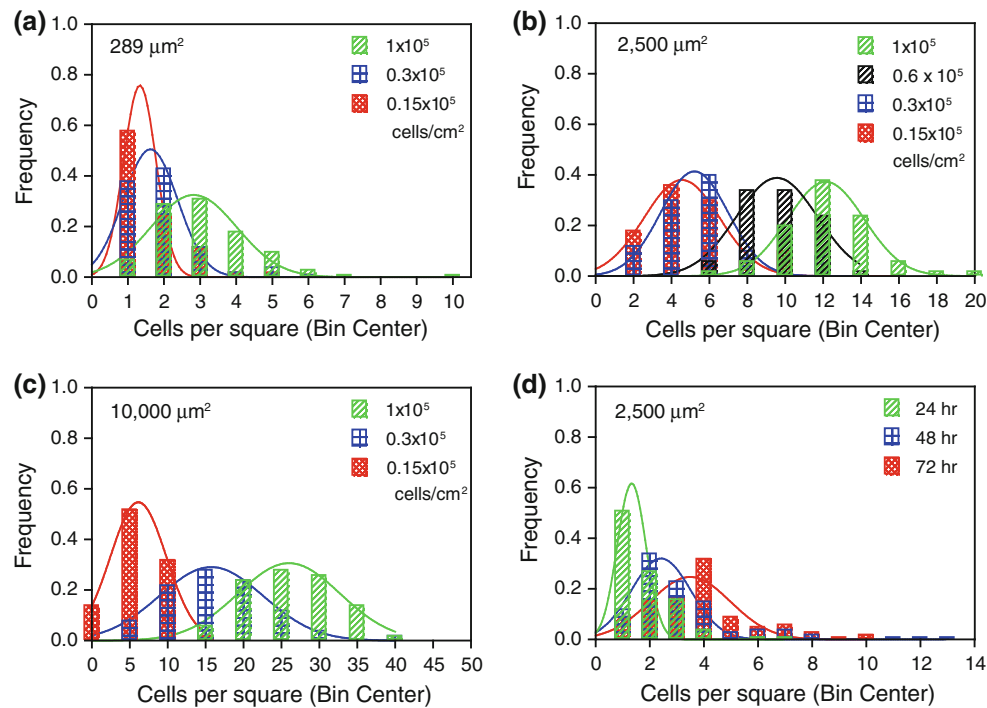 (a)
289 μm²
1x10⁵
0.3x10⁵
0.15x10⁵
cells/cm²
Frequency
1.0
0.8
0.6
0.4
0.2
0.0
0 1 2 3 4 5 6 7 8 9 10
Cells per square (Bin Center)
(b)
2,500 μm²
1x10⁵
0.6 x 10⁵
0.3x10⁵
0.15x10⁵
cells/cm²
Frequency
1.0
0.8
0.6
0.4
0.2
0.0
0 2 4 6 8 10 12 14 16 18 20
Cells per square (Bin Center)
(c)
10,000 μm²
1x10⁵
0.3x10⁵
0.15x10⁵
cells/cm²
Frequency
1.0
0.8
0.6
0.4
0.2
0.0
0 5 10 15 20 25 30 35 40 45 50
Cells per square (Bin Center)
(d)
2,500 μm²
24 hr
48 hr
72 hr
Frequency
1.0
0.8
0.6
0.4
0.2
0.0
0 2 4 6 8 10 12 14
Cells per square (Bin Center)